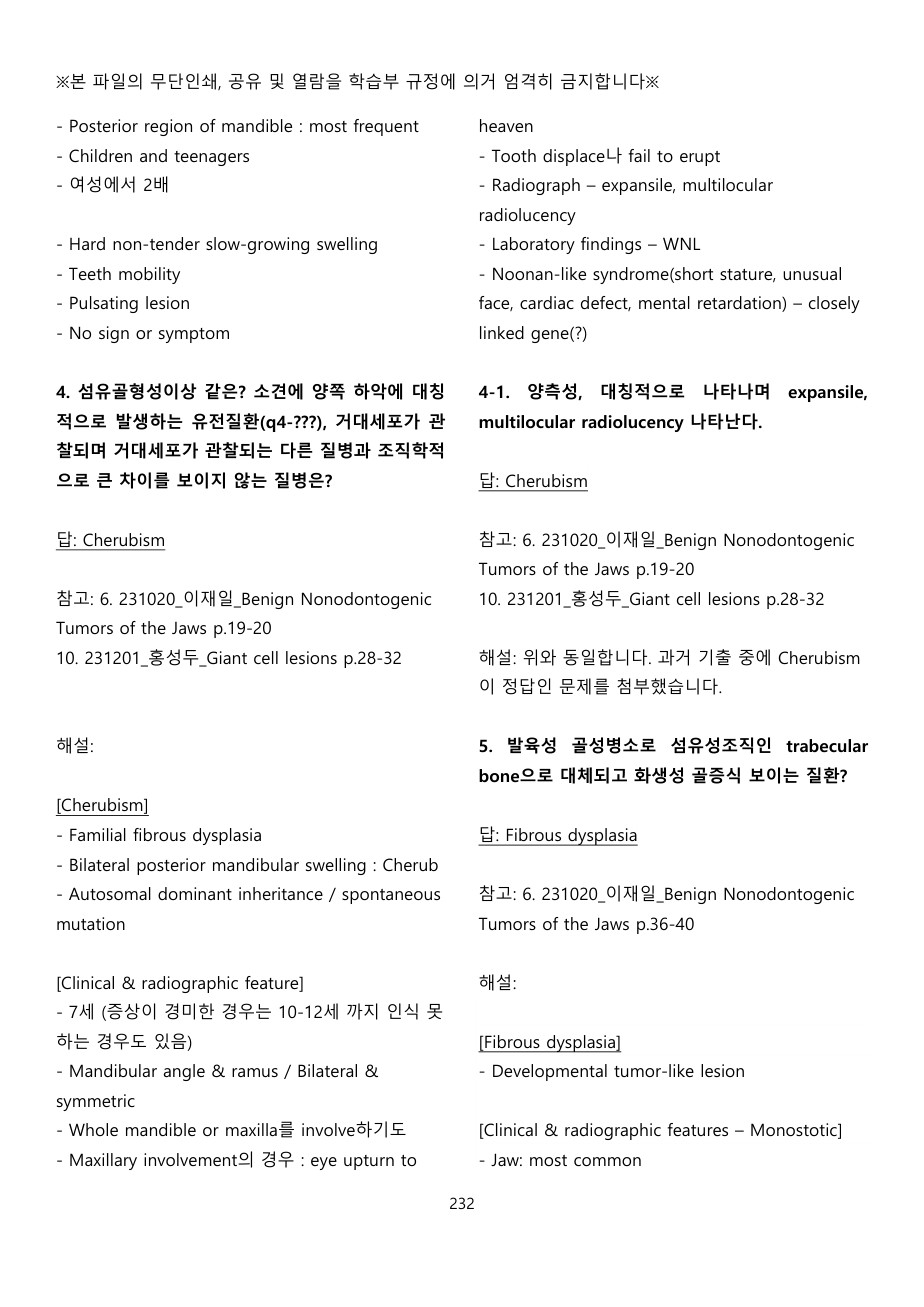 ※본 파일의 무단인쇄, 공유 및 열람을 학습부 규정에 의거 엄격히 금지합니다※
- Posterior region of mandible : most frequent
- Children and teenagers
- 여성에서 2배
- Hard non-tender slow-growing swelling
- Teeth mobility
- Pulsating lesion
- No sign or symptom
4. 섬유골형성이상 같은? 소견에 양쪽 하악에 대칭
적으로 발생하는 유전질환(q4-???), 거대세포가 관
찰되며 거대세포가 관찰되는 다른 질병과 조직학적
으로 큰 차이를 보이지 않는 질병은?
답: Cherubism
참고: 6. 231020_이재일_Benign Nonodontogenic
Tumors of the Jaws p.19-20
10. 231201_홍성두_Giant cell lesions p.28-32
해설:
[Cherubism]
- Familial fibrous dysplasia
- Bilateral posterior mandibular swelling : Cherub
- Autosomal dominant inheritance / spontaneous
mutation
[Clinical & radiographic feature]
- 7세 (증상이 경미한 경우는 10-12세 까지 인식 못
하는 경우도 있음)
- Mandibular angle & ramus / Bilateral &
symmetric
- Whole mandible or maxilla를 involve하기도
- Maxillary involvement의 경우 : eye upturn to
heaven
- Tooth displace나 fail to erupt
- Radiograph – expansile, multilocular
radiolucency
- Laboratory findings – WNL
- Noonan-like syndrome(short stature, unusual
face, cardiac defect, mental retardation) – closely
linked gene(?)
4-1. 양측성, 대칭적으로 나타나며 expansile,
multilocular radiolucency 나타난다.
답: Cherubism
참고: 6. 231020_이재일_Benign Nonodontogenic
Tumors of the Jaws p.19-20
10. 231201_홍성두_Giant cell lesions p.28-32
해설: 위와 동일합니다. 과거 기출 중에 Cherubism
이 정답인 문제를 첨부했습니다.
5. 발육성 골성병소로 섬유성조직인 trabecular
bone으로 대체되고 화생성 골증식 보이는 질환?
답: Fibrous dysplasia
참고: 6. 231020_이재일_Benign Nonodontogenic
Tumors of the Jaws p.36-40
해설:
[Fibrous dysplasia]
- Developmental tumor-like lesion
[Clinical & radiographic features – Monostotic]
- Jaw: most common
232